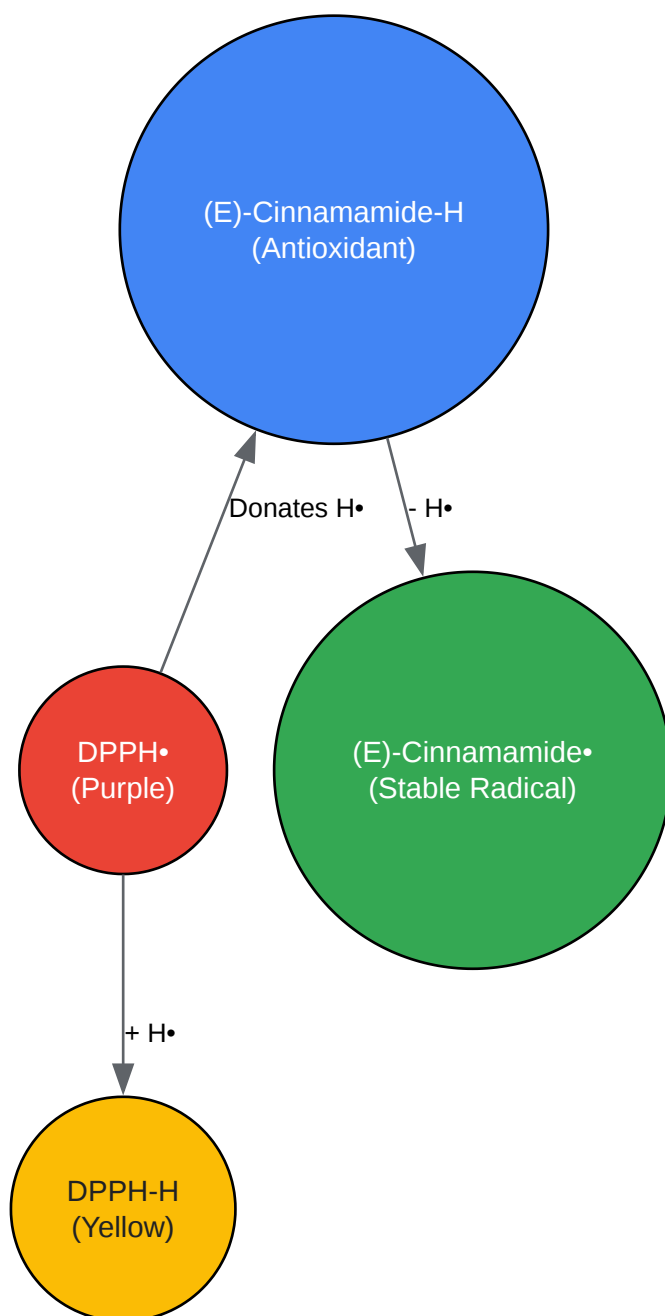 (E)-Cinnamamide-H
(Antioxidant)
Donates H•
- H•
DPPH•
(Purple)
(E)-Cinnamamide•
(Stable Radical)
+ H•
DPPH-H
(Yellow)